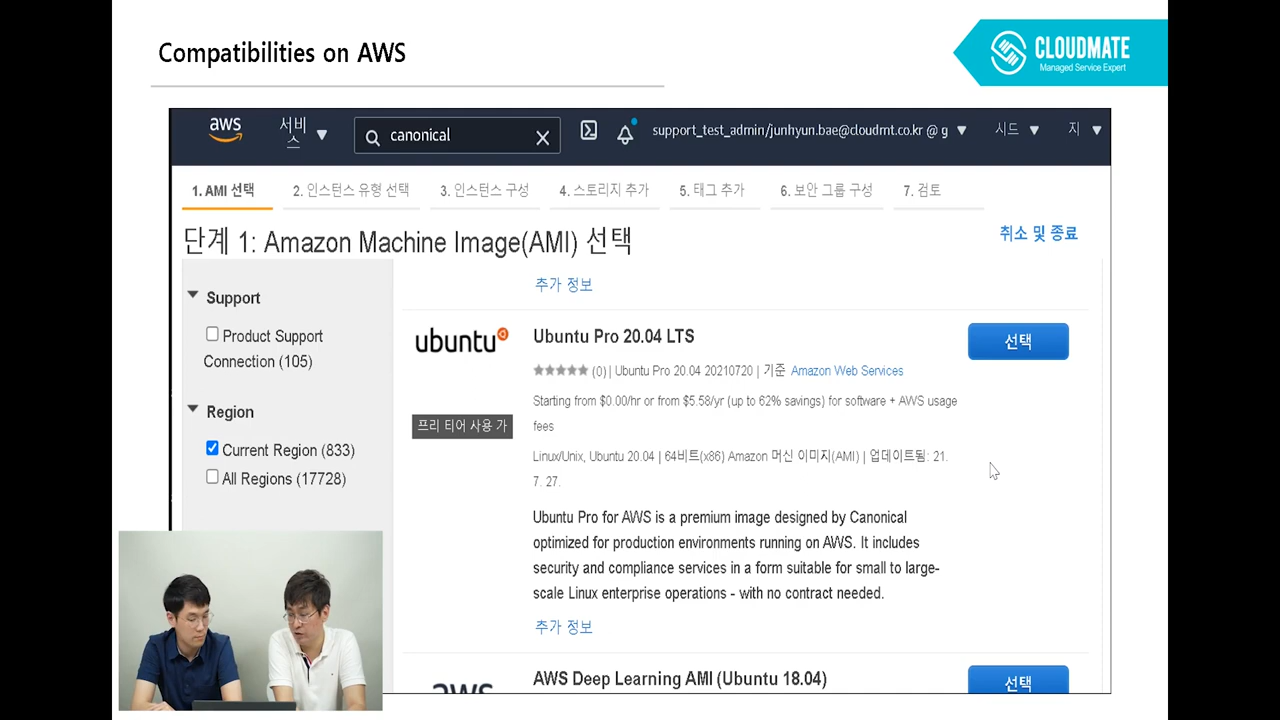 Compatibilities on AWS
CLOUDMATE
Managed Service Expert
aws
서비스
canonical
support_test_admin/junhyun.bae@cloudmt.co.kr @ g
시드
지
1. AMI 선택
2. 인스턴스 유형 선택
3. 인스턴스 구성
4. 스토리지 추가
5. 태그 추가
6. 보안 그룹 구성
7. 검토
단계 1: Amazon Machine Image(AMI) 선택
취소 및 종료
Support
Product Support
Connection (105)
Region
Current Region (833)
All Regions (17728)
추가 정보
ubuntu
프리 티어 사용 가
Ubuntu Pro 20.04 LTS
선택
(0) | Ubuntu Pro 20.04 20210720 | 기준 Amazon Web Services
Starting from $0.00/hr or from $5.58/yr (up to 62% savings) for software + AWS usage
fees
Linux/Unix, Ubuntu 20.04 | 64비트(x86) Amazon 머신 이미지(AMI) | 업데이트됨: 21.
7. 27.
Ubuntu Pro for AWS is a premium image designed by Canonical
optimized for production environments running on AWS. It includes
security and compliance services in a form suitable for small to large-
scale Linux enterprise operations - with no contract needed.
추가 정보
aws
AWS Deep Learning AMI (Ubuntu 18.04)
선택